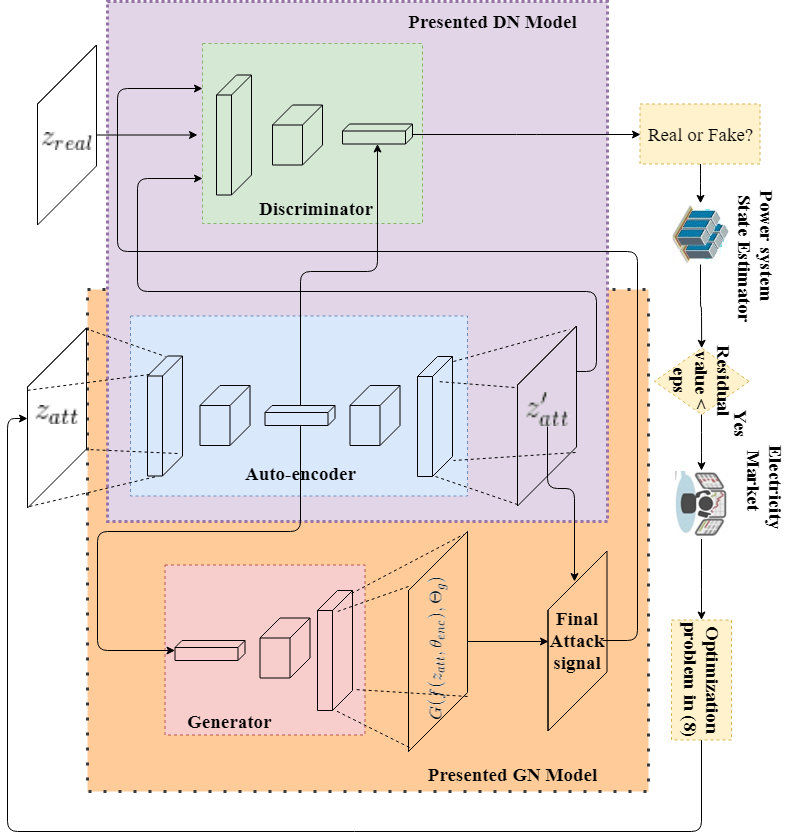 Presented DN Model
z_real
Discriminator
Real or Fake?
Power system
State Estimator
Residual
value <
eps
Yes
z_att
Auto-encoder
z'_att
Electricity
Market
G(f(z_att, θ_enc), Θ_g)
Final
Attack
signal
Generator
Optimization
problem in (8)
Presented GN Model